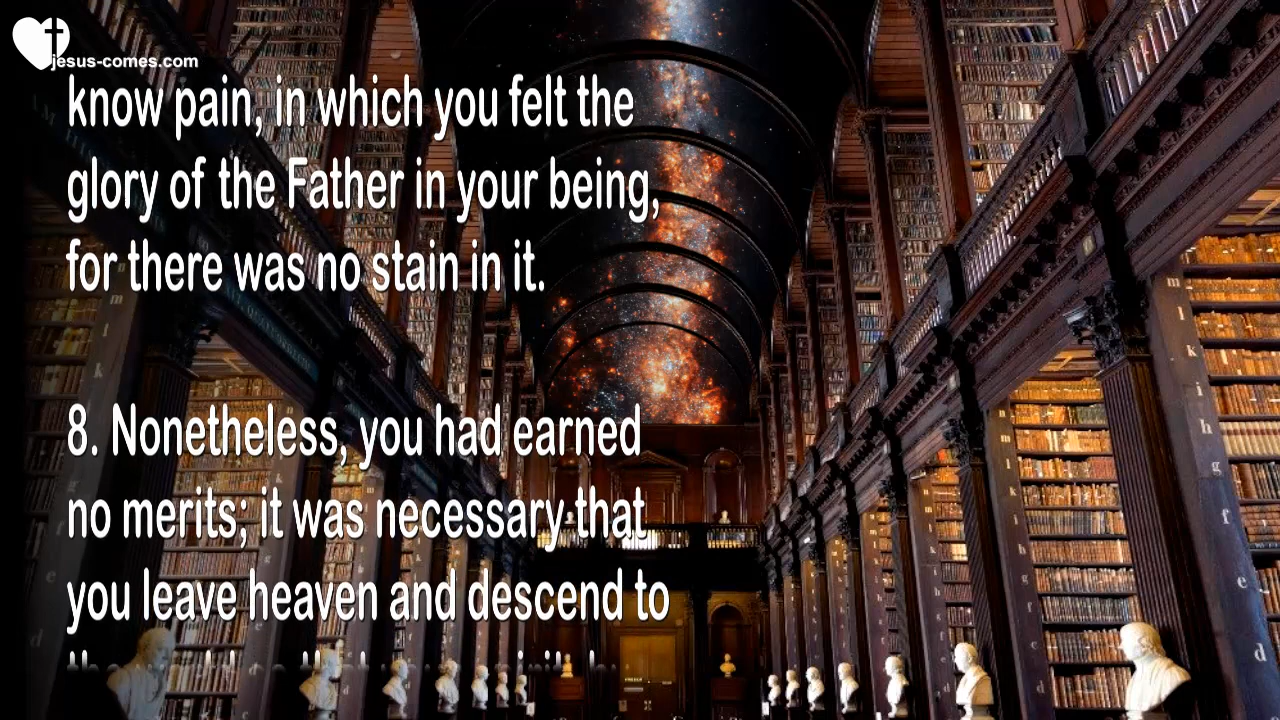 jesus-comes.com
know pain, in which you felt the
glory of the Father in your being,
for there was no stain in it.
8. Nonetheless, you had earned
no merits; it was necessary that
you leave heaven and descend to
m
l
k
i
h
g
f
e
d